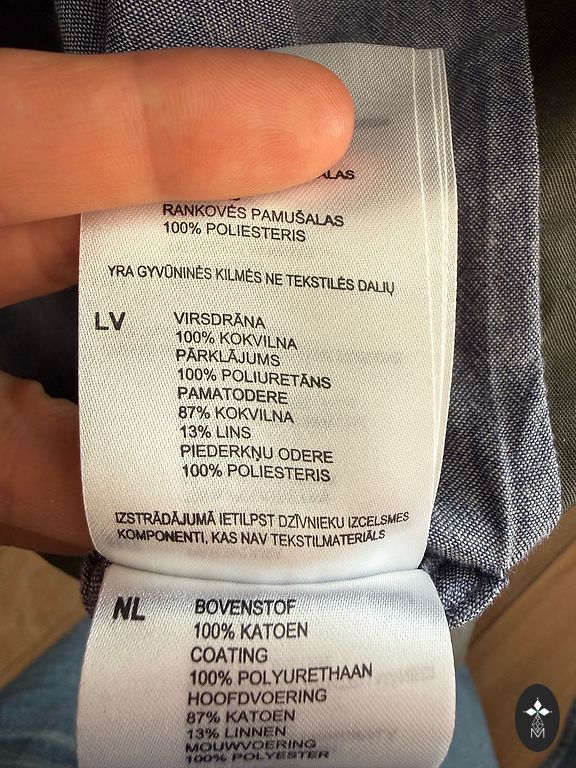 RANKOVĖS PAMUŠALAS
100% POLIESTERIS
YRA GYVŪNINĖS KILMĖS NE TEKSTILĖS DALIŲ
LV
VIRSDRĀNA
100% KOKVILNA
PĀRKLĀJUMS
100% POLIURETĀNS
PAMATODERE
87% KOKVILNA
13% LINS
PIEDERKŅU ODERE
100% POLIESTERIS
IZSTRĀDĀJUMĀ IETILPST DZĪVNIEKU IZCELSMES
KOMPONENTI, KAS NAV TEKSTILMATERIĀLS
NL
BOVENSTOF
100% KATOEN
COATING
100% POLYURETHAAN
HOOFDVOERING
87% KATOEN
13% LINNEN
MOUWVOERING
100% POLYESTER
M